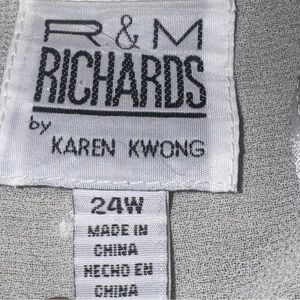 R & M
RICHARDS
by
KAREN KWONG
24W
MADE IN
CHINA
HECHO EN
CHINA